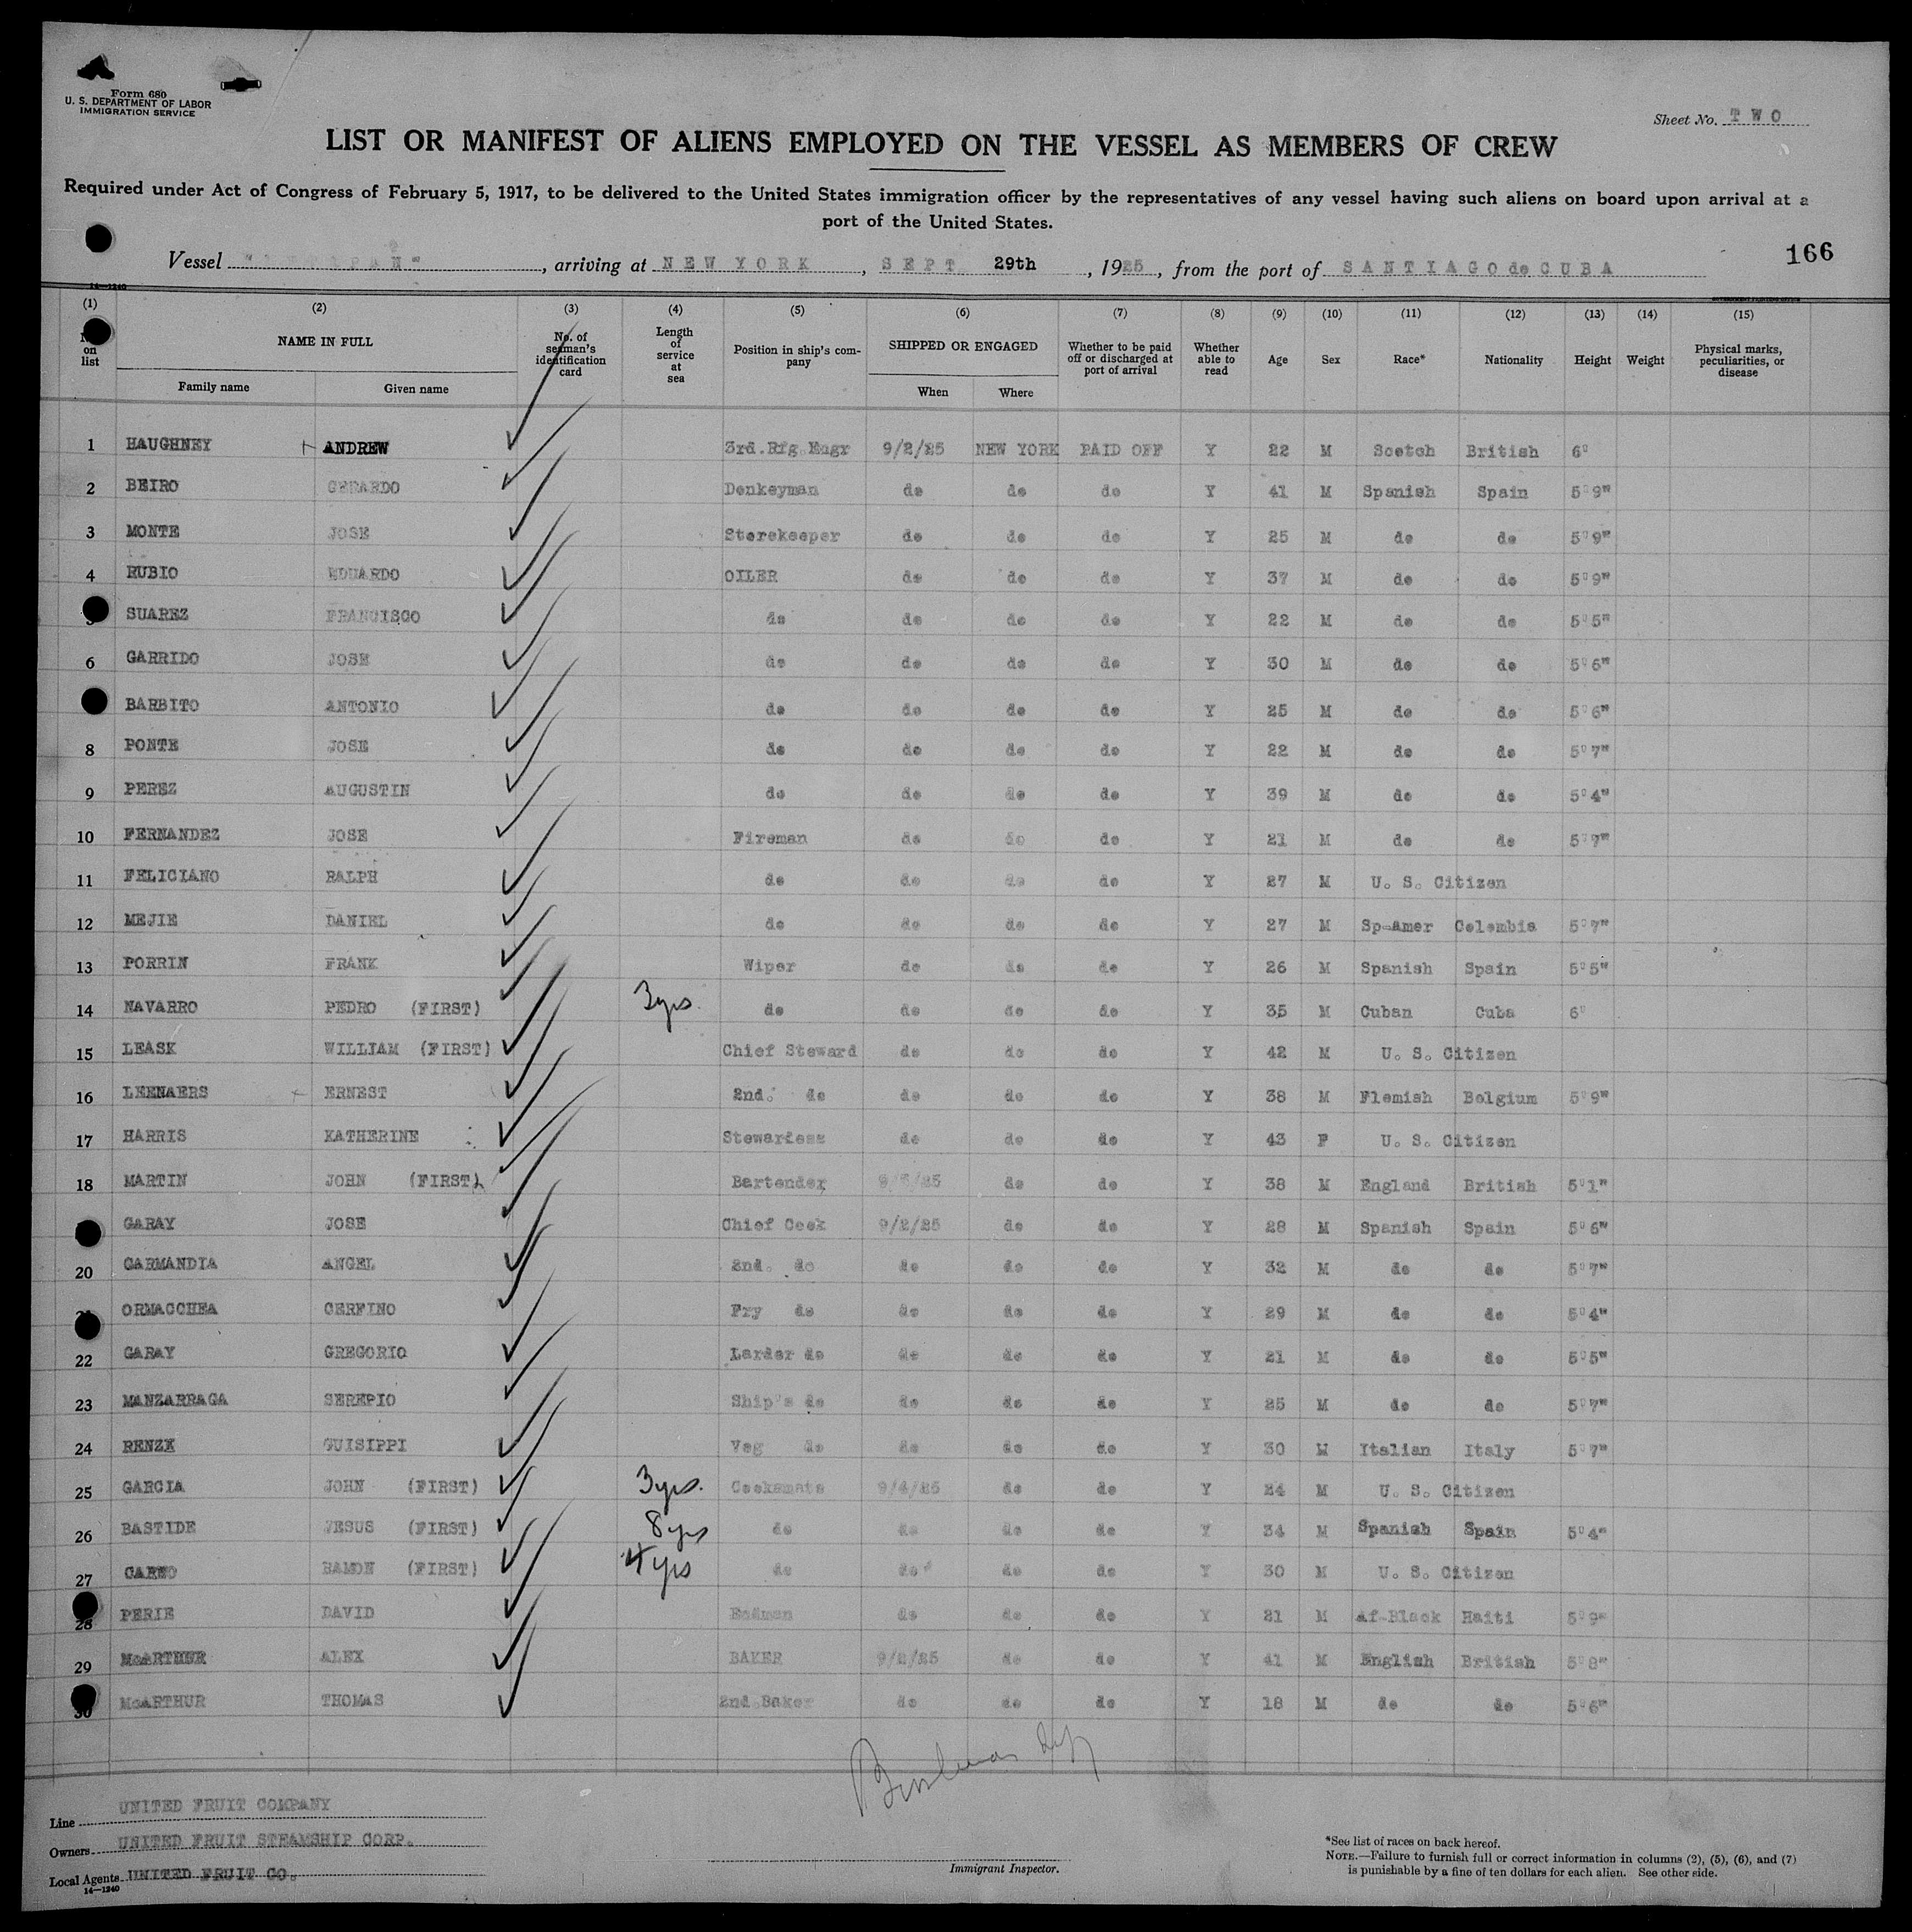 Form 680
U. S. DEPARTMENT OF LABOR
IMMIGRATION SERVICE
Sheet No. TWO
LIST OR MANIFEST OF ALIENS EMPLOYED ON THE VESSEL AS MEMBERS OF CREW
Required under Act of Congress of February 5, 1917, to be delivered to the United States immigration officer by the representatives of any vessel having such aliens on board upon arrival at a
port of the United States.
166
Vessel , arriving at NEW YORK, SEPT 29th, 1925, from the port of SANTIAGO de CUBA
14—1240
(1) (2) (3) (4) (5) (6) (7) (8) (9) (10) (11) (12) (13) (14) (15)
on list NAME IN FULL No. of seaman's identification card Length of service at sea Position in ship's company SHIPPED OR ENGAGED Whether to be paid off or discharged at port of arrival Whether able to read Age Sex Race* Nationality Height Weight Physical marks, peculiarities, or disease
Family name Given name When Where
1 HAUGHNEY ANDREW 3rd.Rfg.Engr 9/2/25 NEW YORK PAID OFF Y 22 M Scotch British 6'
2 BEIRO GERARDO Donkeyman do do do Y 41 M Spanish Spain 5'9"
3 MONTE JOSE Storekeeper do do do Y 25 M do do 5'9"
4 RUBIO EDUARDO OILER do do do Y 37 M do do 5'9"
5 SUAREZ FRANCISCO do do do do Y 22 M do do 5'5"
6 GARRIDO JOSE do do do do Y 30 M do do 5'6"
BARBITO ANTONIO do do do do Y 25 M do do 5'6"
8 PONTE JOSE do do do do Y 22 M do do 5'7"
9 PEREZ AUGUSTIN do do do do Y 39 M do do 5'4"
10 FERNANDEZ JOSE Fireman do do do Y 21 M do do 5'7"
11 FELICIANO RALPH do do do do Y 27 M U. S. Citizen
12 MEJIE DANIEL do do do do Y 27 M Sp-Amer Colombia 5'7"
13 PORRIN FRANK Wiper do do do Y 26 M Spanish Spain 5'5"
14 NAVARRO PEDRO (FIRST) 3yrs. do do do do Y 35 M Cuban Cuba 6'
15 LEASK WILLIAM (FIRST) Chief Steward do do do Y 42 M U. S. Citizen
16 LEENAERS ERNEST 2nd. do do do do Y 38 M Flemish Belgium 5'9"
17 HARRIS KATHERINE Stewardess do do do Y 43 F U. S. Citizen
18 MARTIN JOHN (FIRST) Bartender do do Y 38 M England British 5'1"
GARAY JOSE Chief Cook 9/2/25 do do Y 28 M Spanish Spain 5'6"
20 GARMANDIA ANGEL 2nd. do do do do Y 32 M do do 5'7"
21 ORMACCHEA CERFINO Fry do do do do Y 29 M do do 5'4"
22 GARAY GREGORIO Larder do do do do Y 21 M do do 5'5"
23 MANZARRAGA SEREPIO Ship's do do do do Y 25 M do do 5'7"
24 RENZX GUISIPPI Veg do do do do Y 30 M Italian Italy 5'7"
25 GARCIA JOHN (FIRST) 3yrs. Cooksmate 9/4/25 do do Y 24 M U. S. Citizen
26 BASTIDE JESUS (FIRST) 8yrs do do do do Y 34 M Spanish Spain 5'4"
27 (FIRST) 4yrs do do do do Y 30 M U. S. Citizen
28 PERIE DAVID do do do Y 21 M Af-Black Haiti 5'9"
29 McARTHUR ALEX BAKER 9/2/25 do do Y 41 M English British 5'8"
30 McARTHUR THOMAS 2nd.Baker do do do Y 18 M do do 5'6"
Line UNITED FRUIT COMPANY
Owners UNITED FRUIT STEAMSHIP CORP.
Local Agents UNITED FRUIT CO.
14—1240
Immigrant Inspector.
*See list of races on back hereof.
NOTE.—Failure to furnish full or correct information in columns (2), (5), (6), and (7)
is punishable by a fine of ten dollars for each alien. See other side.